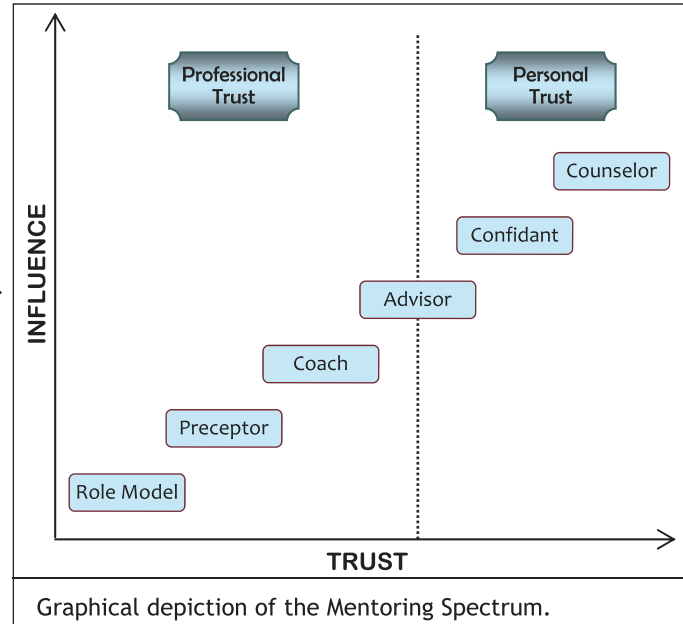 Professional
Trust
Personal
Trust
Counselor
Confidant
Advisor
Coach
Preceptor
Role Model
INFLUENCE
TRUST
Graphical depiction of the Mentoring Spectrum.